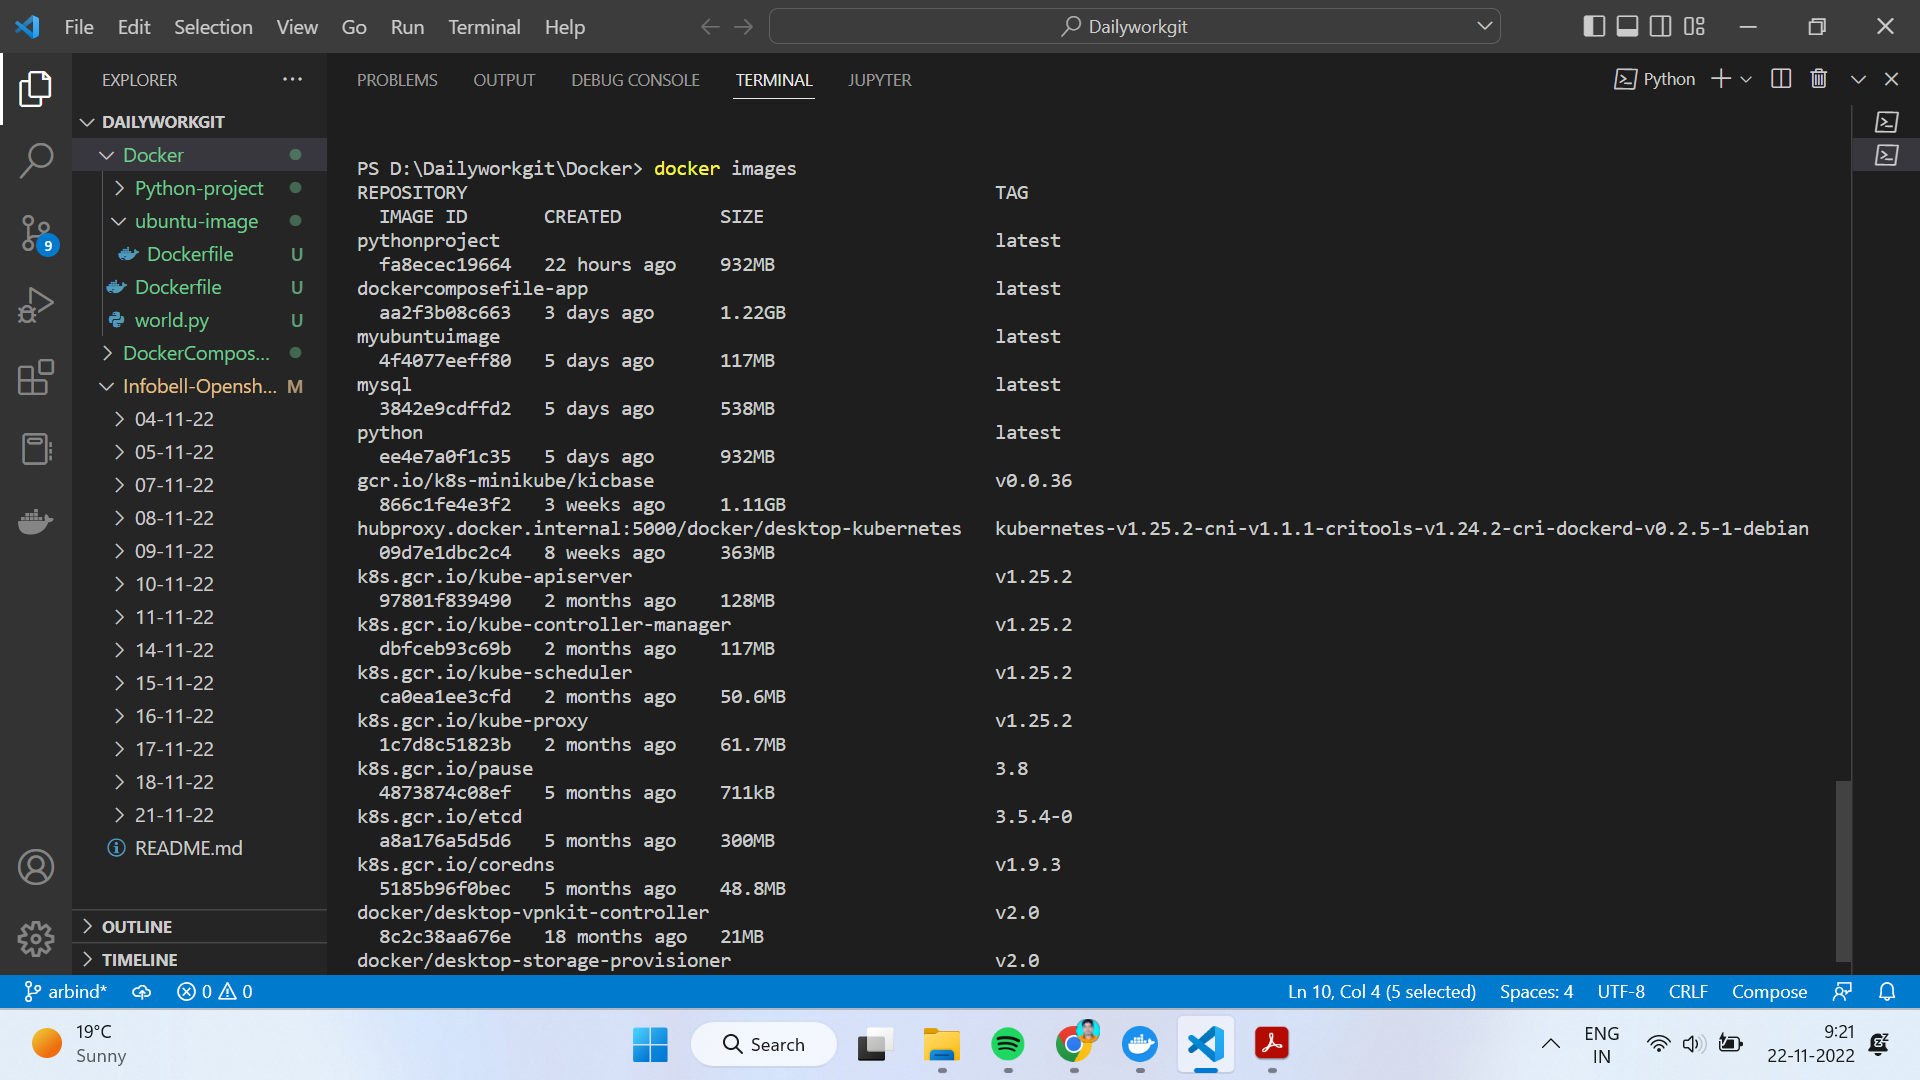 File Edit Selection View Go Run Terminal Help Dailyworkgit
EXPLORER
DAILYWORKGIT
Docker
Python-project
ubuntu-image
Dockerfile U
Dockerfile U
world.py U
DockerCompos...
Infobell-Opensh... M
04-11-22
05-11-22
07-11-22
08-11-22
09-11-22
10-11-22
11-11-22
14-11-22
15-11-22
16-11-22
17-11-22
18-11-22
21-11-22
README.md
OUTLINE
TIMELINE
9
PROBLEMS OUTPUT DEBUG CONSOLE TERMINAL JUPYTER Python
PS D:\Dailyworkgit\Docker> docker images
REPOSITORY TAG
IMAGE ID CREATED SIZE
pythonproject latest
fa8ecec19664 22 hours ago 932MB
dockercomposefile-app latest
aa2f3b08c663 3 days ago 1.22GB
myubuntuimage latest
4f4077eeff80 5 days ago 117MB
mysql latest
3842e9cdffd2 5 days ago 538MB
python latest
ee4e7a0f1c35 5 days ago 932MB
gcr.io/k8s-minikube/kicbase v0.0.36
866c1fe4e3f2 3 weeks ago 1.11GB
hubproxy.docker.internal:5000/docker/desktop-kubernetes kubernetes-v1.25.2-cni-v1.1.1-critools-v1.24.2-cri-dockerd-v0.2.5-1-debian
09d7e1dbc2c4 8 weeks ago 363MB
k8s.gcr.io/kube-apiserver v1.25.2
97801f839490 2 months ago 128MB
k8s.gcr.io/kube-controller-manager v1.25.2
dbfceb93c69b 2 months ago 117MB
k8s.gcr.io/kube-scheduler v1.25.2
ca0ea1ee3cfd 2 months ago 50.6MB
k8s.gcr.io/kube-proxy v1.25.2
1c7d8c51823b 2 months ago 61.7MB
k8s.gcr.io/pause 3.8
4873874c08ef 5 months ago 711kB
k8s.gcr.io/etcd 3.5.4-0
a8a176a5d5d6 5 months ago 300MB
k8s.gcr.io/coredns v1.9.3
5185b96f0bec 5 months ago 48.8MB
docker/desktop-vpnkit-controller v2.0
8c2c38aa676e 18 months ago 21MB
docker/desktop-storage-provisioner v2.0
arbind* 0 0 Ln 10, Col 4 (5 selected) Spaces: 4 UTF-8 CRLF Compose
19°C
Sunny
Search
ENG
IN
9:21
22-11-2022